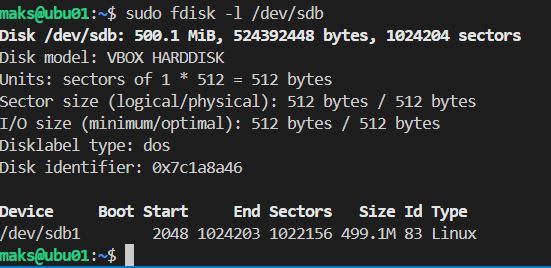 maks@ubu01:~$ sudo fdisk -l /dev/sdb
Disk /dev/sdb: 500.1 MiB, 524392448 bytes, 1024204 sectors
Disk model: VBOX HARDDISK
Units: sectors of 1 * 512 = 512 bytes
Sector size (logical/physical): 512 bytes / 512 bytes
I/O size (minimum/optimal): 512 bytes / 512 bytes
Disklabel type: dos
Disk identifier: 0x7c1a8a46

Device     Boot Start     End Sectors   Size Id Type
/dev/sdb1        2048 1024203 1022156 499.1M 83 Linux
maks@ubu01:~$